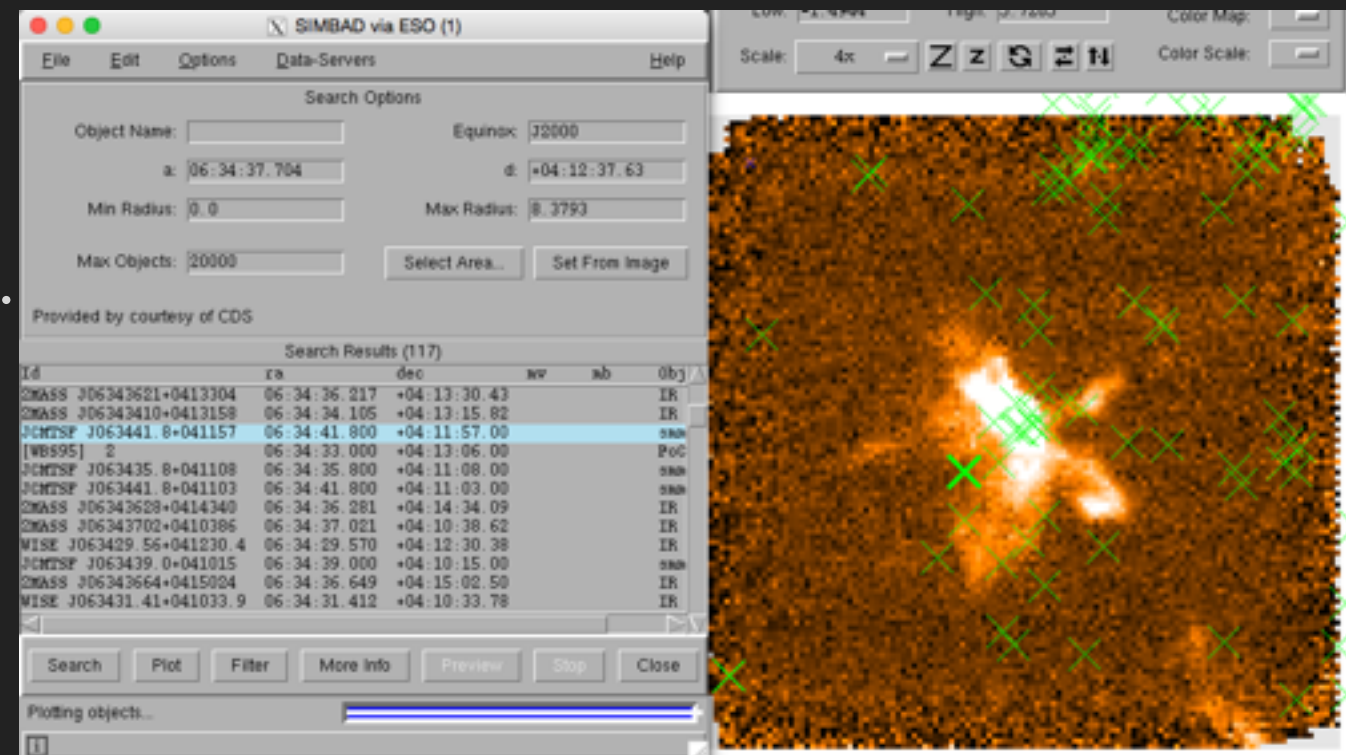 SIMBAD via ESO (1)
File Edit Options Data-Servers Help
Search Options
Object Name: Equinox: J2000
a: 06:34:37.704 d: +04:12:37.63
Min Radius: 0.0 Max Radius: 8.3793
Max Objects: 20000 Select Area... Set From Image
Provided by courtesy of CDS
Search Results (117)
Id ra dec mv mb Obj
2MASS J06343621+0413304 06:34:36.217 +04:13:30.43 IR
2MASS J06343410+0413158 06:34:34.105 +04:13:15.82 IR
JCMTSF J063441.8+041157 06:34:41.800 +04:11:57.00 smm
[WBS95] 2 06:34:33.000 +04:13:06.00 PoC
JCMTSF J063435.8+041108 06:34:35.800 +04:11:08.00 smm
JCMTSF J063441.8+041103 06:34:41.800 +04:11:03.00 smm
2MASS J06343628+0414340 06:34:36.281 +04:14:34.09 IR
2MASS J06343702+0410386 06:34:37.021 +04:10:38.62 IR
WISE J063429.56+041230.4 06:34:29.570 +04:12:30.38 IR
JCMTSF J063439.0+041015 06:34:39.000 +04:10:15.00 smm
2MASS J06343664+0415024 06:34:36.649 +04:15:02.50 IR
WISE J063431.41+041033.9 06:34:31.412 +04:10:33.78 IR
Search Plot Filter More Info Preview Stop Close
Plotting objects...
Low: High: Color Map:
Scale: 4x Z z Color Scale: